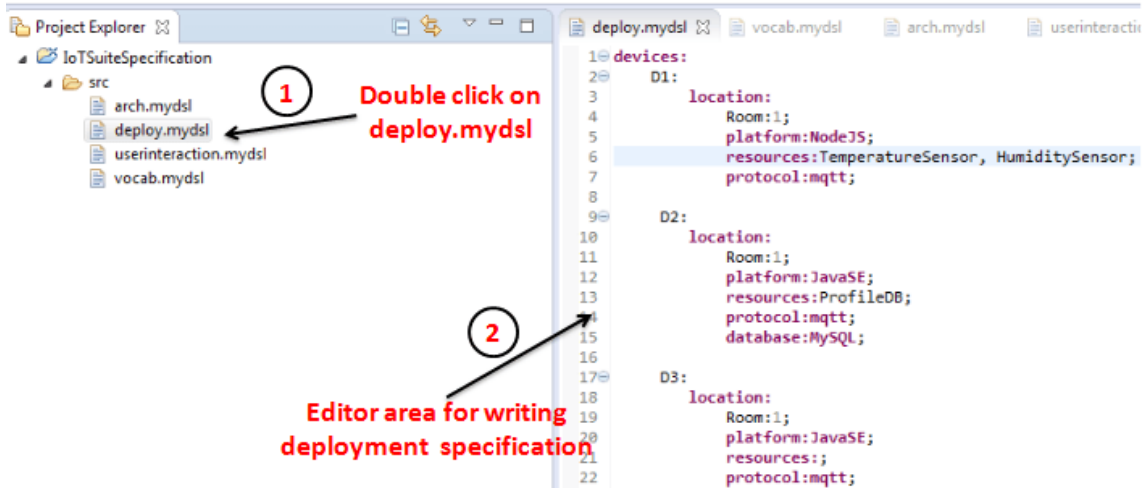 Project Explorer
IoTSuiteSpecification
src
arch.mydsl
deploy.mydsl
userinteraction.mydsl
vocab.mydsl
1
Double click on
deploy.mydsl
2
Editor area for writing
deployment specification
deploy.mydsl vocab.mydsl arch.mydsl userinteractio
1 devices:
2 D1:
3 location:
4 Room:1;
5 platform:NodeJS;
6 resources:TemperatureSensor, HumiditySensor;
7 protocol:mqtt;
8
9 D2:
10 location:
11 Room:1;
12 platform:JavaSE;
13 resources:ProfileDB;
14 protocol:mqtt;
15 database:MySQL;
16
17 D3:
18 location:
19 Room:1;
20 platform:JavaSE;
21 resources:;
22 protocol:mqtt;